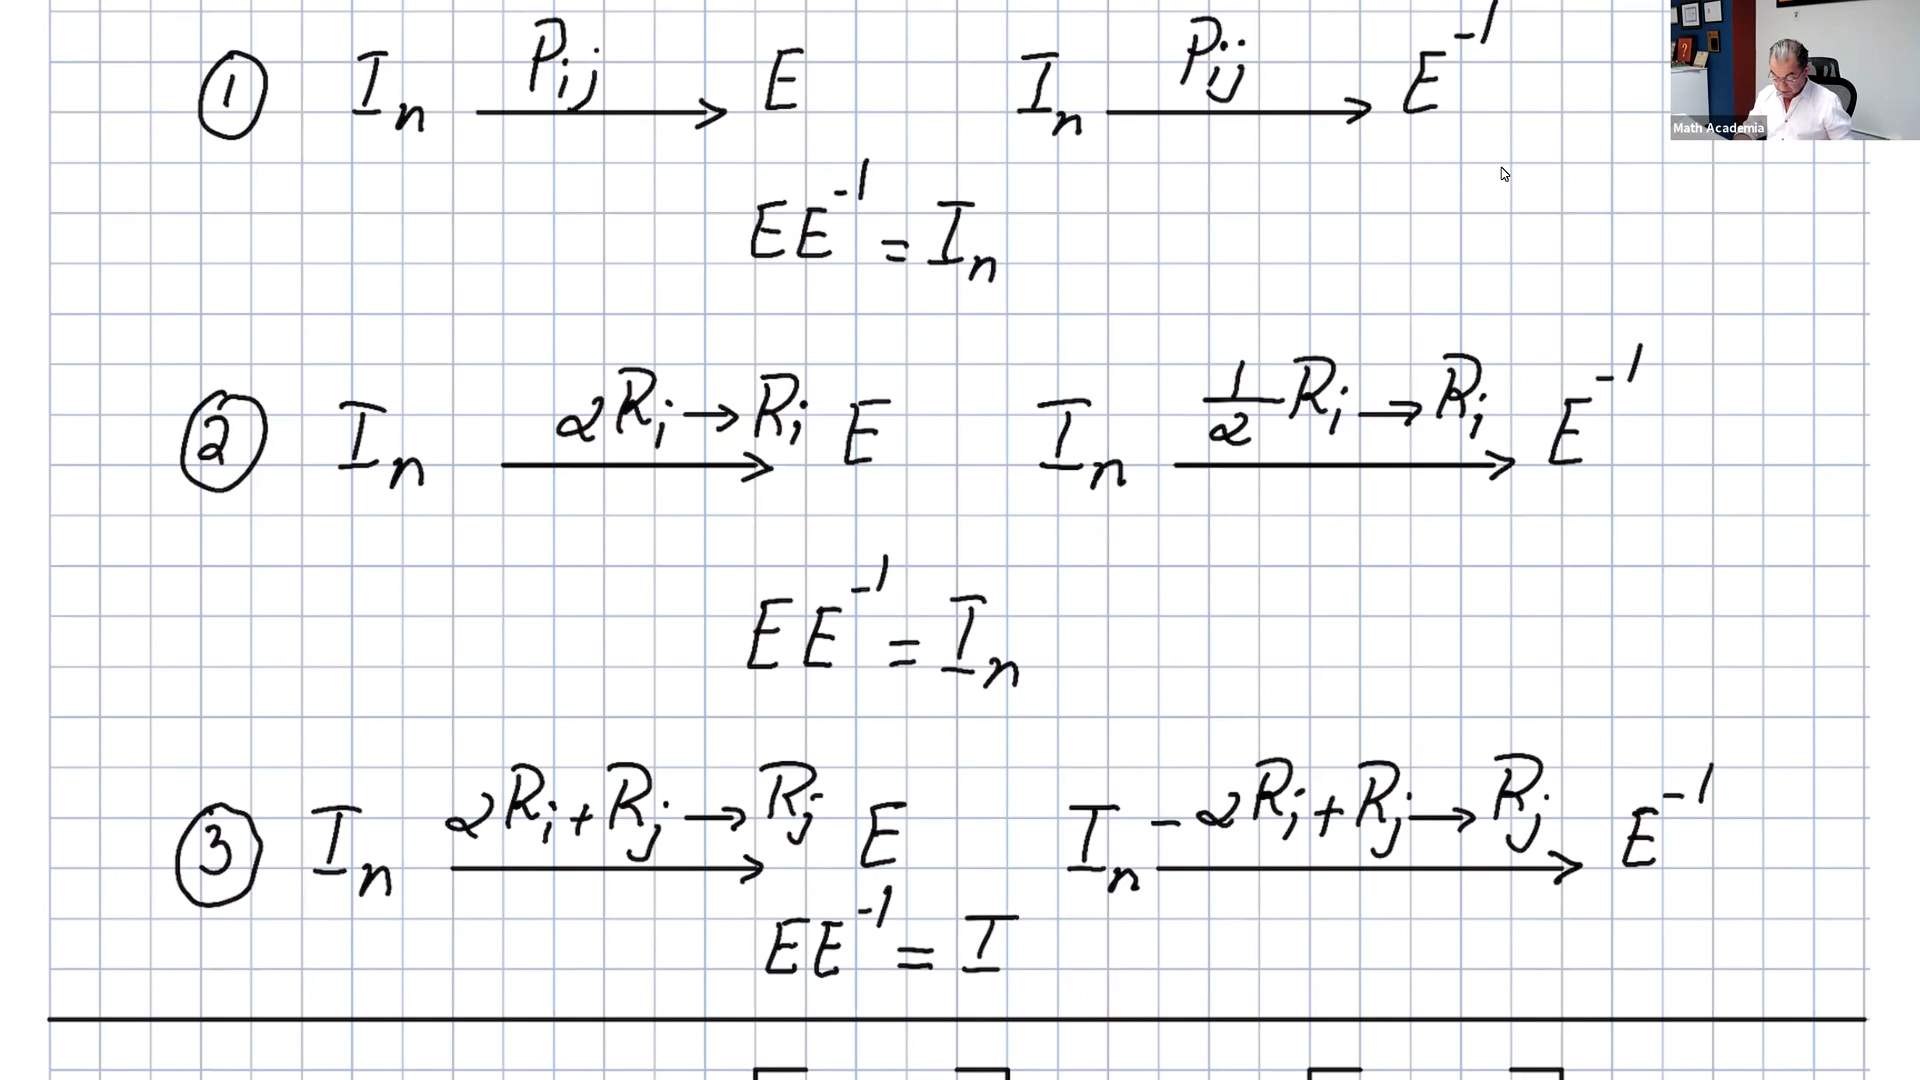 ① Iₙ Pᵢⱼ → E Iₙ Pᵢⱼ → E⁻¹
EE⁻¹ = Iₙ
② Iₙ αRᵢ → Rᵢ → E Iₙ 1/α Rᵢ → Rᵢ → E⁻¹
EE⁻¹ = Iₙ
③ Iₙ αRᵢ + Rⱼ → Rⱼ → E Iₙ -αRᵢ + Rⱼ → Rⱼ → E⁻¹
EE⁻¹ = I
Math Academia